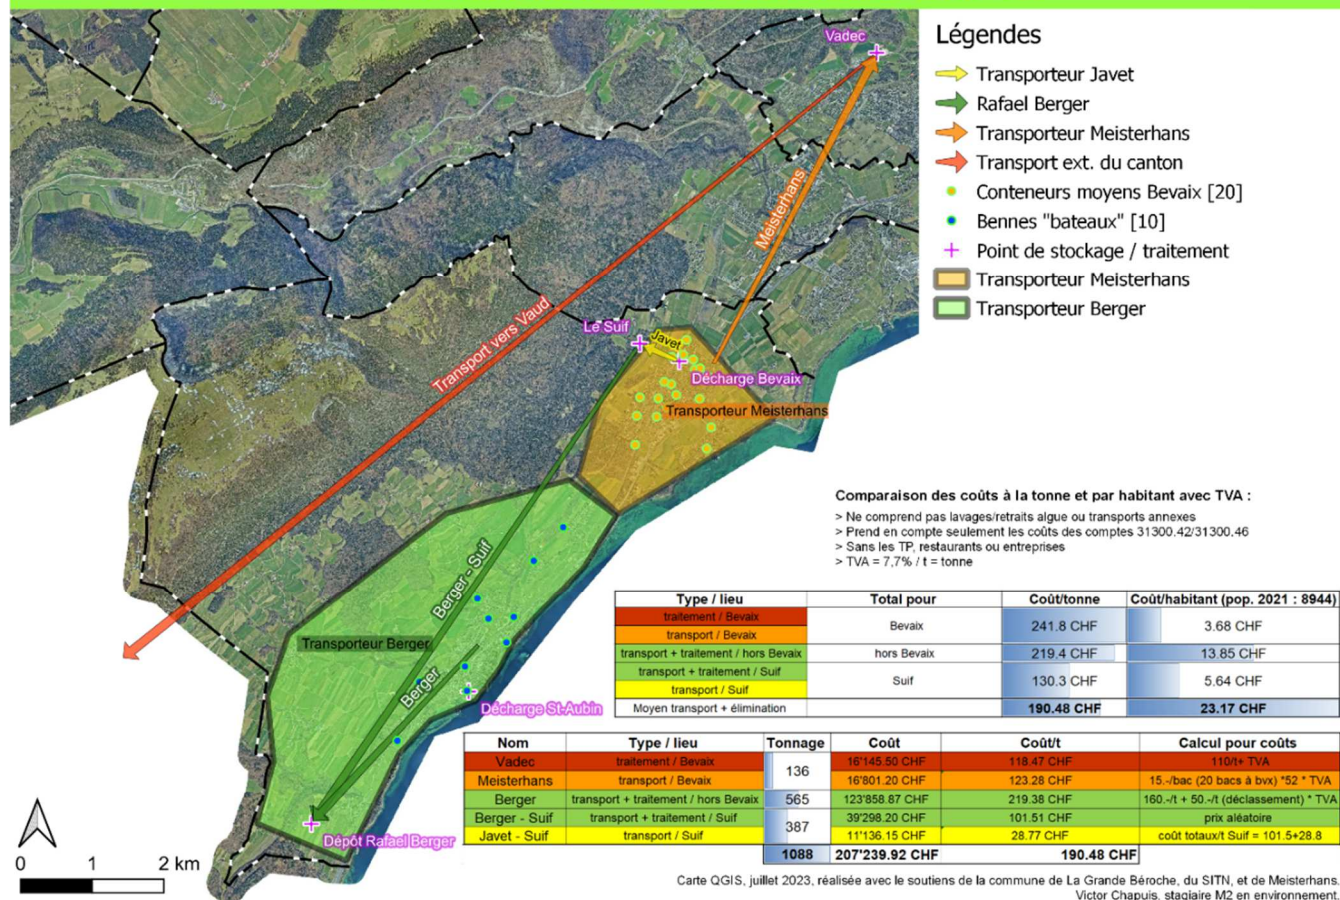 Légendes
Transporteur Javet
Rafael Berger
Transporteur Meisterhans
Transport ext. du canton
Conteneurs moyens Bevaix [20]
Bennes "bateaux" [10]
Point de stockage / traitement
Transporteur Meisterhans
Transporteur Berger
Vadec
Meisterhans
Transport vers Vaud
Le Suif
Javet
Décharge Bevaix
Transporteur Meisterhans
Berger - Suif
Transporteur Berger
Berger
Décharge St-Aubin
Dépôt Rafael Berger
0 1 2 km
Comparaison des coûts à la tonne et par habitant avec TVA :
> Ne comprend pas lavages/retraits algue ou transports annexes
> Prend en compte seulement les coûts des comptes 31300.42/31300.46
> Sans les TP, restaurants ou entreprises
> TVA = 7,7% / t = tonne
Type / lieu Total pour Coût/tonne Coût/habitant (pop. 2021 : 8944)
traitement / Bevaix
transport / Bevaix
Bevaix 241.8 CHF 3.68 CHF
transport + traitement / hors Bevaix hors Bevaix 219.4 CHF 13.85 CHF
transport + traitement / Suif
transport / Suif
Suif 130.3 CHF 5.64 CHF
Moyen transport + élimination 190.48 CHF 23.17 CHF
Nom Type / lieu Tonnage Coût Coût/t Calcul pour coûts
Vadec traitement / Bevaix 136 16'145.50 CHF 118.47 CHF 110/t+ TVA
Meisterhans transport / Bevaix 16'801.20 CHF 123.28 CHF 15.-/bac (20 bacs à bvx) *52 * TVA
Berger transport + traitement / hors Bevaix 565 123'858.87 CHF 219.38 CHF 160.-/t + 50.-/t (déclassement) * TVA
Berger - Suif transport + traitement / Suif 387 39'298.20 CHF 101.51 CHF prix aléatoire
Javet - Suif transport / Suif 11'136.15 CHF 28.77 CHF coût totaux/t Suif = 101.5+28.8
1088 207'239.92 CHF 190.48 CHF
Carte QGIS, juillet 2023, réalisée avec le soutiens de la commune de La Grande Béroche, du SITN, et de Meisterhans.
Victor Chapuis, stagiaire M2 en environnement.